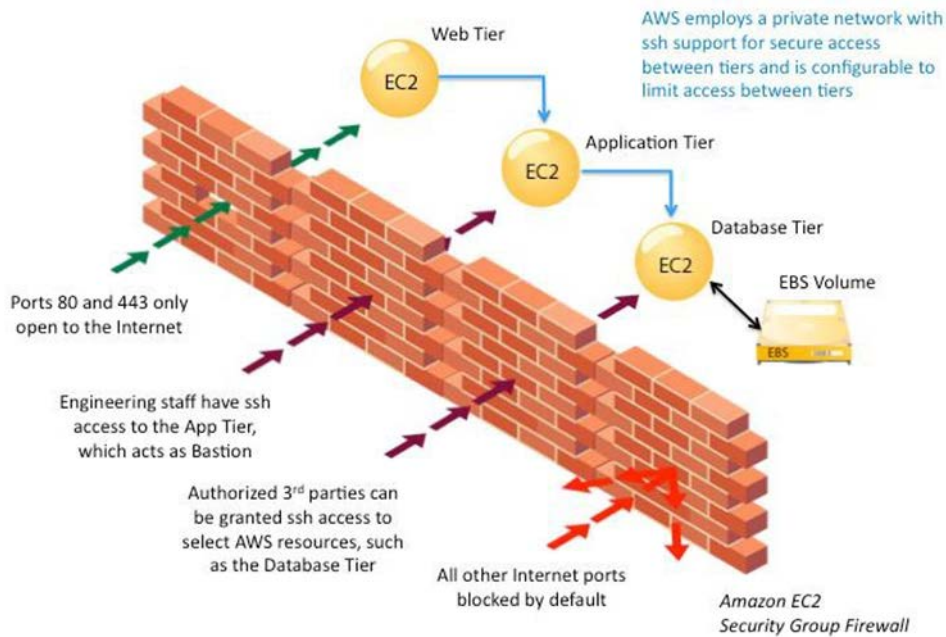 Web Tier
AWS employs a private network with
ssh support for secure access
between tiers and is configurable to
limit access between tiers
EC2
Application Tier
EC2
Database Tier
EC2
EBS Volume
EBS
Ports 80 and 443 only
open to the Internet
Engineering staff have ssh
access to the App Tier,
which acts as Bastion
Authorized 3rd parties can
be granted ssh access to
select AWS resources, such
as the Database Tier
All other Internet ports
blocked by default
Amazon EC2
Security Group Firewall